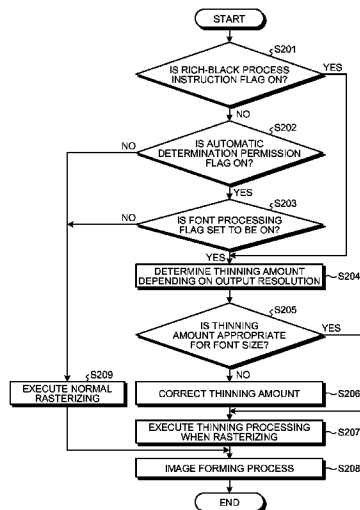 START
S201
IS RICH-BLACK PROCESS
INSTRUCTION FLAG ON?
YES
NO
S202
IS AUTOMATIC
DETERMINATION PERMISSION
FLAG ON?
NO
YES
S203
IS FONT PROCESSING
FLAG SET TO BE ON?
NO
YES
DETERMINE THINNING AMOUNT
DEPENDING ON OUTPUT RESOLUTION
S204
S205
IS THINNING
AMOUNT APPROPRIATE
FOR FONT SIZE?
YES
NO
S209
EXECUTE NORMAL
RASTERIZING
CORRECT THINNING AMOUNT
S206
EXECUTE THINNING PROCESSING
WHEN RASTERIZING
S207
IMAGE FORMING PROCESS
S208
END